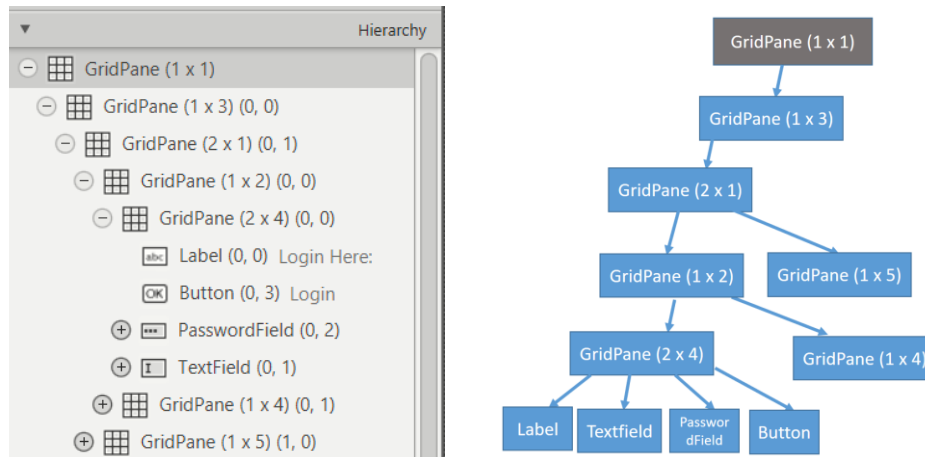 Hierarchy
GridPane (1 x 1)
GridPane (1 x 3) (0, 0)
GridPane (2 x 1) (0, 1)
GridPane (1 x 2) (0, 0)
GridPane (2 x 4) (0, 0)
abc Label (0, 0) Login Here:
OK Button (0, 3) Login
PasswordField (0, 2)
I TextField (0, 1)
GridPane (1 x 4) (0, 1)
GridPane (1 x 5) (1, 0)
GridPane (1 x 1)
GridPane (1 x 3)
GridPane (2 x 1)
GridPane (1 x 2)
GridPane (1 x 5)
GridPane (2 x 4)
GridPane (1 x 4)
Label
Textfield
Passwor
dField
Button